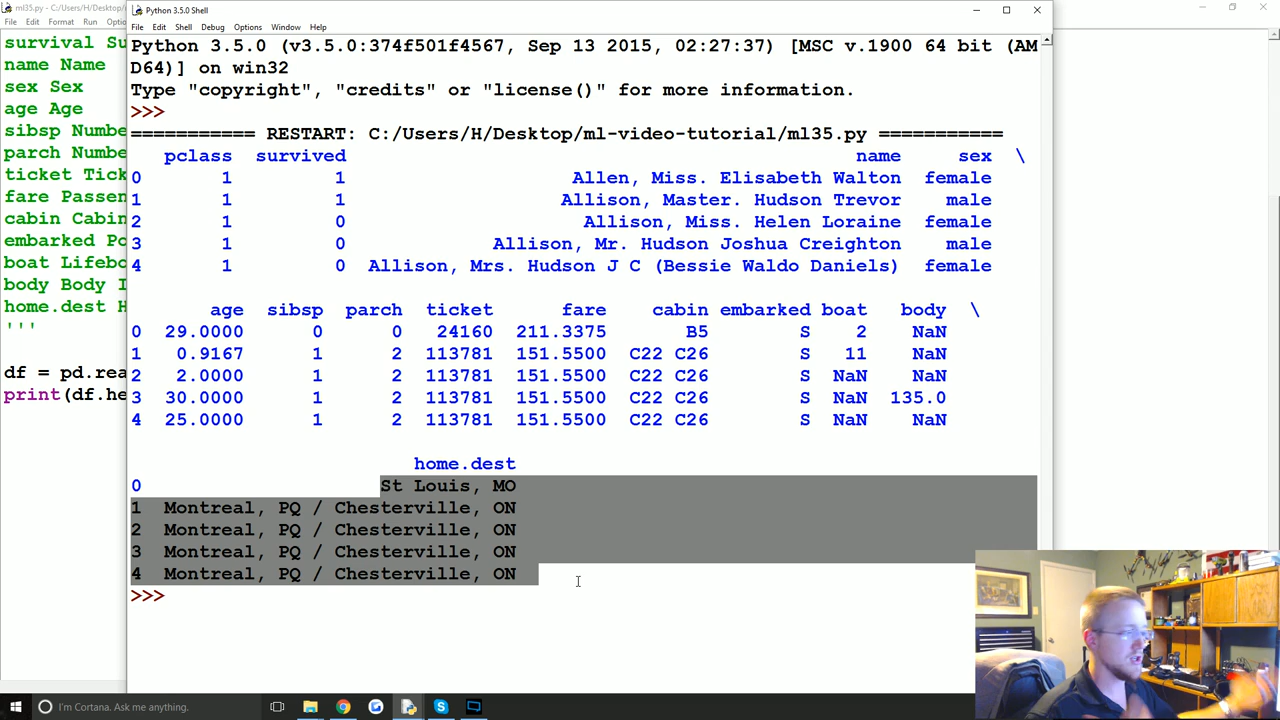 ml35.py - C:/Users/H/Desktop/
File Edit Format Run Optio
survival Su
name Name
sex Sex
age Age
sibsp Numbe
parch Numbe
ticket Tick
fare Passen
cabin Cabin
embarked Po
boat Lifebo
body Body I
home.dest H
'''
df = pd.rea
print(df.he
Python 3.5.0 Shell
File Edit Shell Debug Options Window Help
Python 3.5.0 (v3.5.0:374f501f4567, Sep 13 2015, 02:27:37) [MSC v.1900 64 bit (AM
D64)] on win32
Type "copyright", "credits" or "license()" for more information.
>>>
=========== RESTART: C:/Users/H/Desktop/ml-video-tutorial/ml35.py ===========
pclass survived name sex \
0 1 1 Allen, Miss. Elisabeth Walton female
1 1 1 Allison, Master. Hudson Trevor male
2 1 0 Allison, Miss. Helen Loraine female
3 1 0 Allison, Mr. Hudson Joshua Creighton male
4 1 0 Allison, Mrs. Hudson J C (Bessie Waldo Daniels) female
age sibsp parch ticket fare cabin embarked boat body \
0 29.0000 0 0 24160 211.3375 B5 S 2 NaN
1 0.9167 1 2 113781 151.5500 C22 C26 S 11 NaN
2 2.0000 1 2 113781 151.5500 C22 C26 S NaN NaN
3 30.0000 1 2 113781 151.5500 C22 C26 S NaN 135.0
4 25.0000 1 2 113781 151.5500 C22 C26 S NaN NaN
home.dest
0 St Louis, MO
1 Montreal, PQ / Chesterville, ON
2 Montreal, PQ / Chesterville, ON
3 Montreal, PQ / Chesterville, ON
4 Montreal, PQ / Chesterville, ON
>>>
I'm Cortana. Ask me anything.